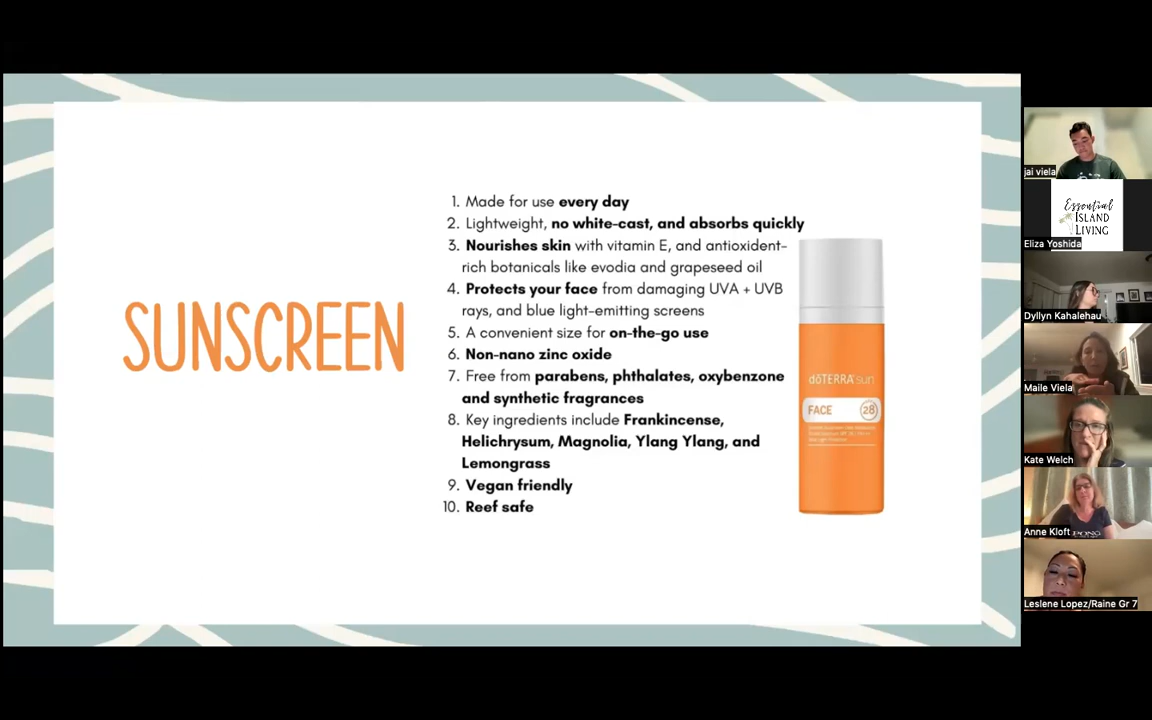 SUNSCREEN
1. Made for use every day
2. Lightweight, no white-cast, and absorbs quickly
3. Nourishes skin with vitamin E, and antioxident-
rich botanicals like evodia and grapeseed oil
4. Protects your face from damaging UVA + UVB
rays, and blue light-emitting screens
5. A convenient size for on-the-go use
6. Non-nano zinc oxide
7. Free from parabens, phthalates, oxybenzone
and synthetic fragrances
8. Key ingredients include Frankincense,
Helichrysum, Magnolia, Ylang Ylang, and
Lemongrass
9. Vegan friendly
10. Reef safe
dōTERRA sun
FACE 28
jai viela
Essential
ISLAND
LIVING
Eliza Yoshida
Dyllyn Kahalehau
Maile Viela
Kate Welch
Anne Kloft
Leslene Lopez/Raine Gr 7